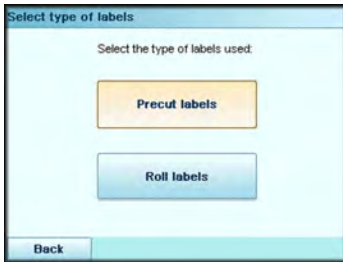 Select type of labels
Select the type of labels used:
Precut labels
Roll labels
Back